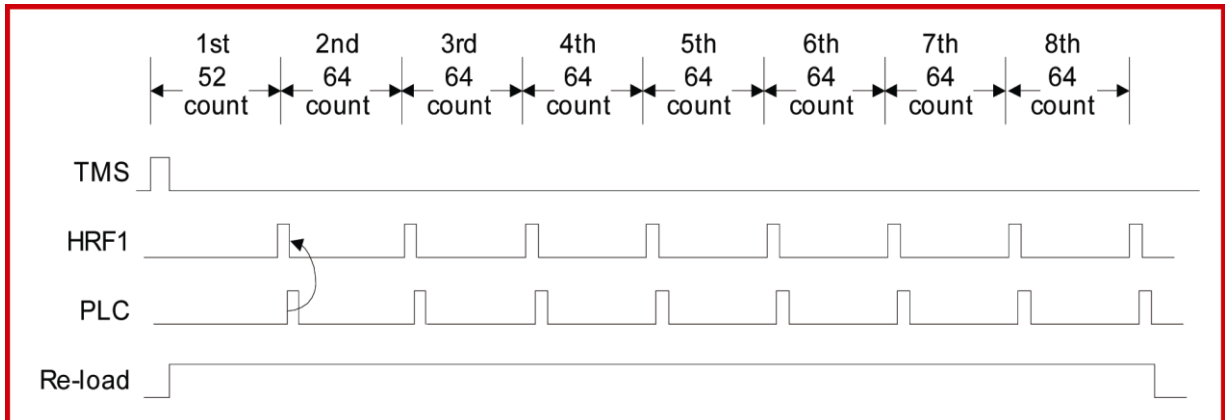 1st 2nd 3rd 4th 5th 6th 7th 8th
52 64 64 64 64 64 64 64
count count count count count count count count
TMS
HRF1
PLC
Re-load